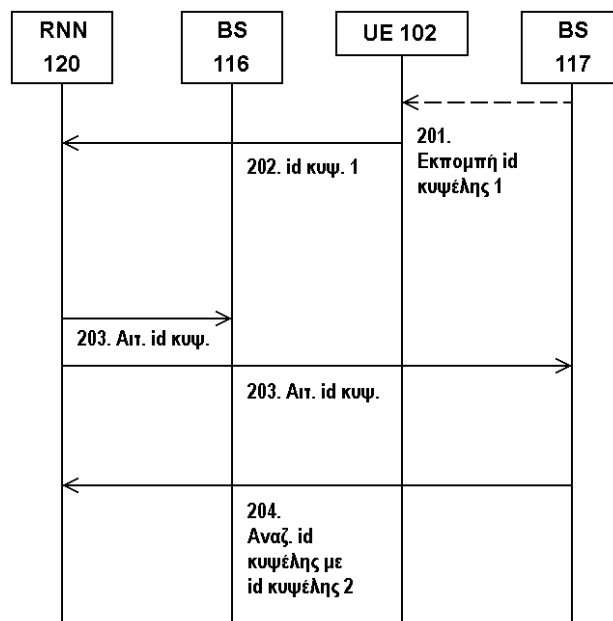 RNN
120
BS
116
UE 102
BS
117
201.
Εκπομπή id
κυψέλης 1
202. id κυψ. 1
203. Αιτ. id κυψ.
203. Αιτ. id κυψ.
204.
Αναζ. id
κυψέλης με
id κυψέλης 2